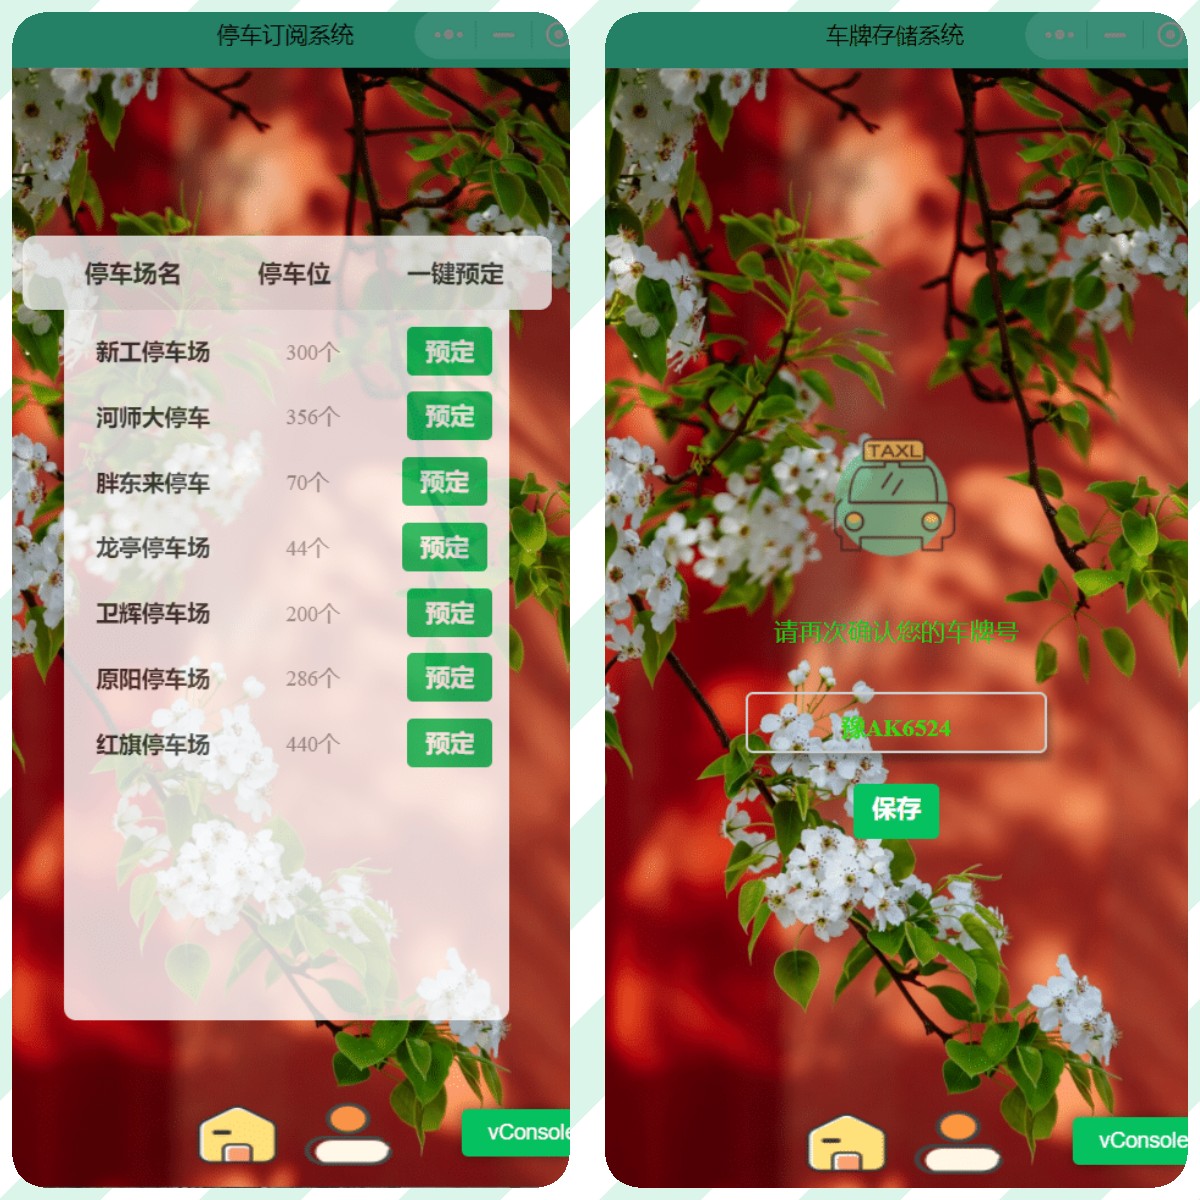 停车订阅系统
停车场名 停车位 一键预定
新工停车场 300个 预定
河师大停车 356个 预定
胖东来停车 70个 预定
龙亭停车场 44个 预定
卫辉停车场 200个 预定
原阳停车场 286个 预定
红旗停车场 440个 预定
vConsole
车牌存储系统
TAXL
请再次确认您的车牌号
豫AK6524
保存
vConsole